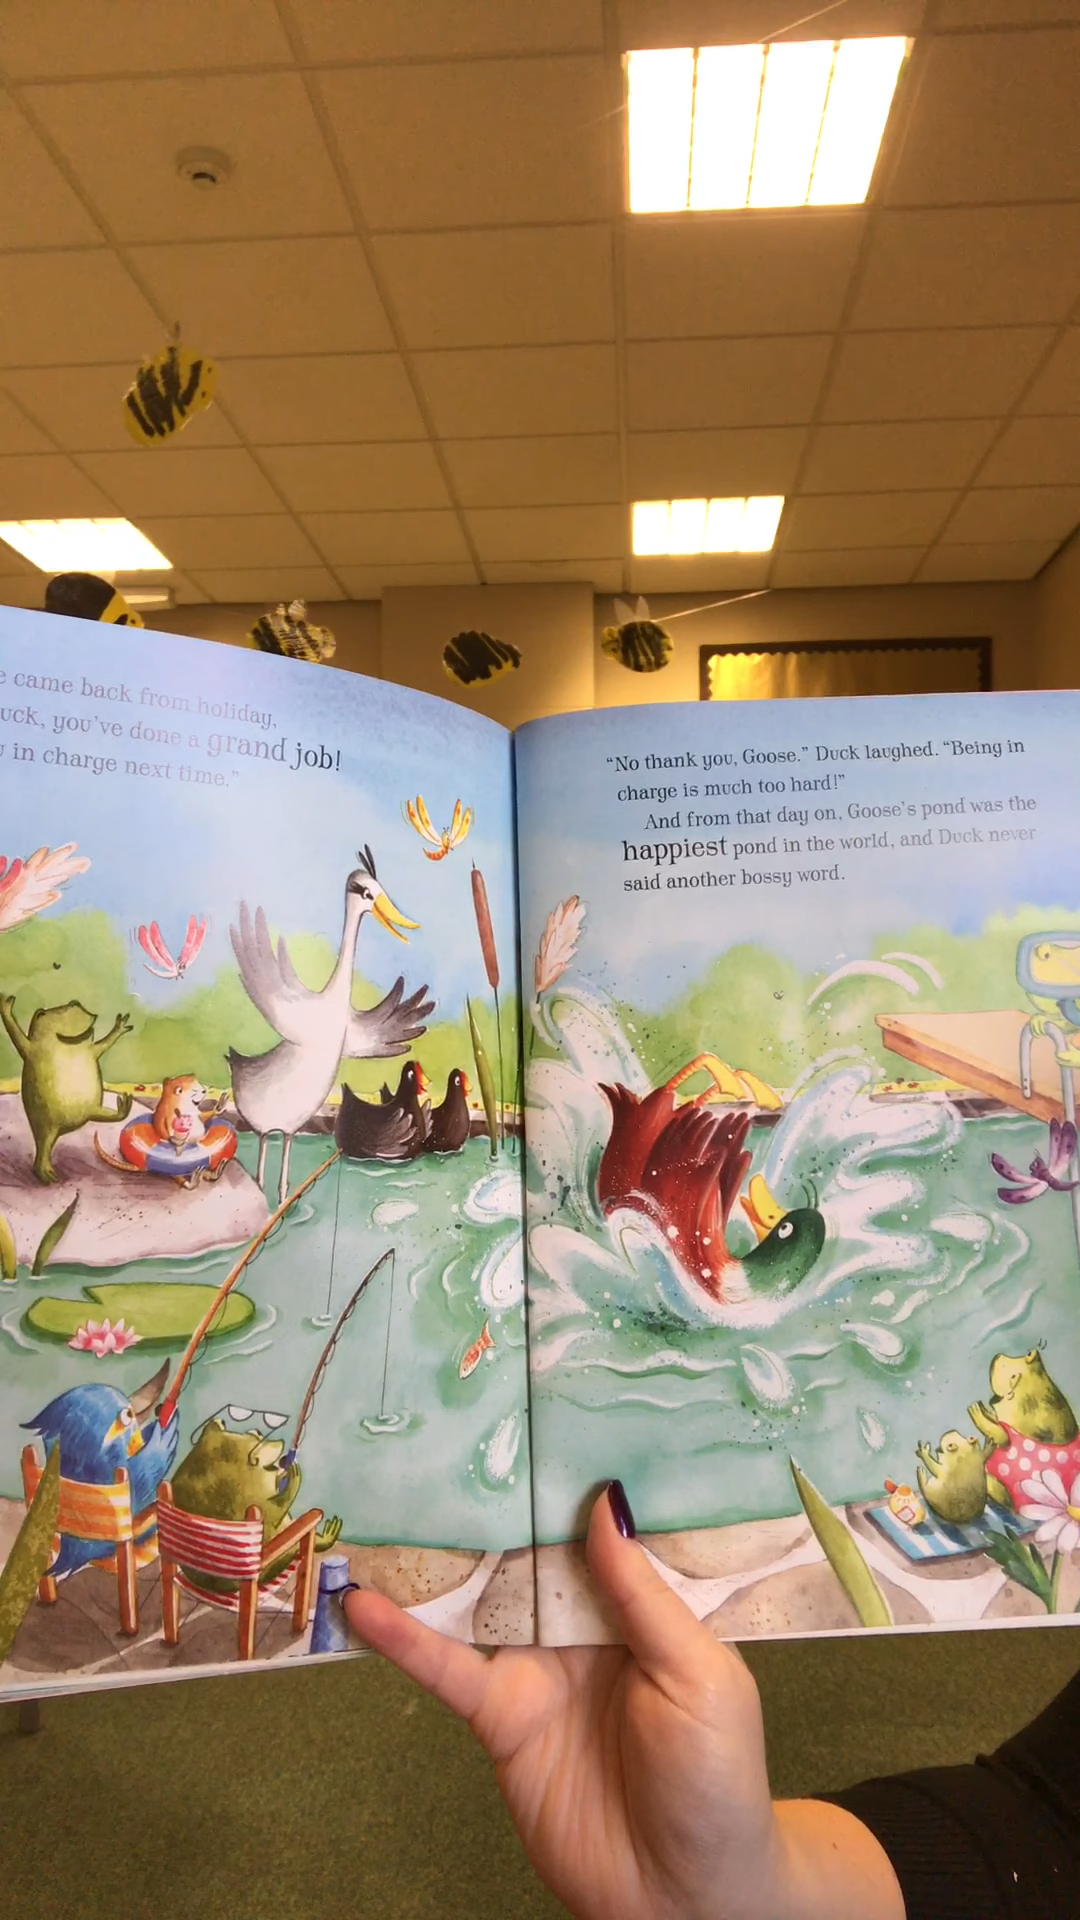 came back from holiday,
you've done a grand job!
in charge next time."
"No thank you, Goose." Duck laughed. "Being in
charge is much too hard!"
And from that day on, Goose's pond was the
happiest pond in the world, and Duck never
said another bossy word.